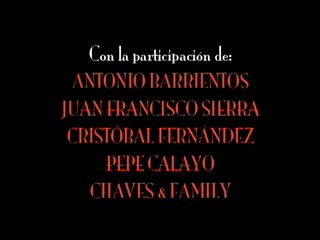 Con la participación de:
ANTONIO BARRIENTOS
JUAN FRANCISCO SIERRA
CRISTÓBAL FERNÁNDEZ
PEPE CALAYO
CHAVES & FAMILY